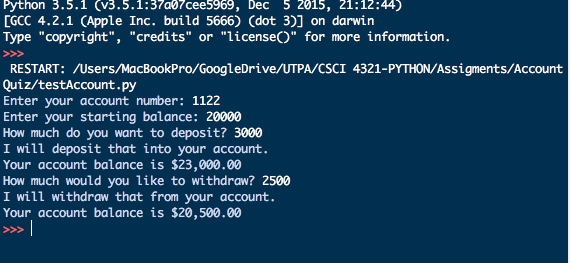 Python 3.5.1 (v3.5.1:37a07cee5969, Dec  5 2015, 21:12:44)
[GCC 4.2.1 (Apple Inc. build 5666) (dot 3)] on darwin
Type "copyright", "credits" or "license()" for more information.
>>>
 RESTART: /Users/MacBookPro/GoogleDrive/UTPA/CSCI 4321-PYTHON/Assigments/Account
Quiz/testAccount.py
Enter your account number: 1122
Enter your starting balance: 20000
How much do you want to deposit? 3000
I will deposit that into your account.
Your account balance is $23,000.00
How much would you like to withdraw? 2500
I will withdraw that from your account.
Your account balance is $20,500.00
>>>